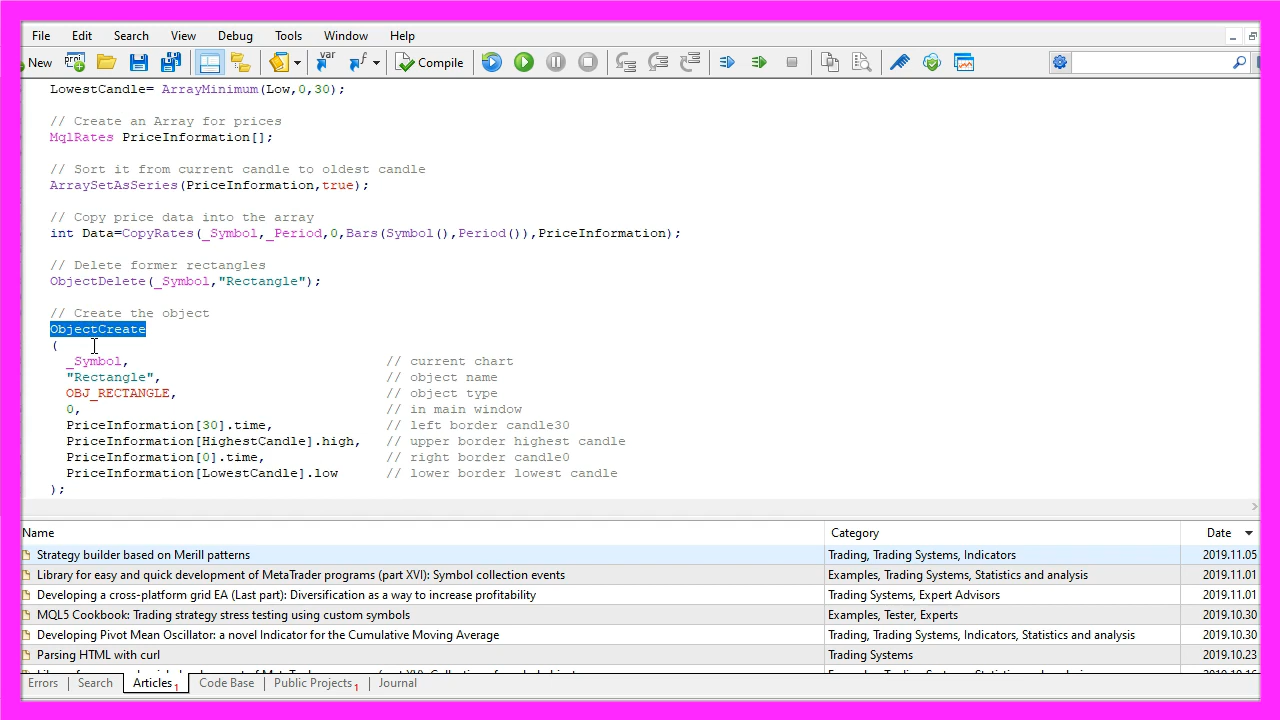 File Edit Search View Debug Tools Window Help
New Compile
LowestCandle= ArrayMinimum(Low,0,30);
// Create an Array for prices
MqlRates PriceInformation[];
// Sort it from current candle to oldest candle
ArraySetAsSeries(PriceInformation,true);
// Copy price data into the array
int Data=CopyRates(_Symbol,_Period,0,Bars(Symbol(),Period()),PriceInformation);
// Delete former rectangles
ObjectDelete(_Symbol,"Rectangle");
// Create the object
ObjectCreate
(
_Symbol, // current chart
"Rectangle", // object name
OBJ_RECTANGLE, // object type
0, // in main window
PriceInformation[30].time, // left border candle30
PriceInformation[HighestCandle].high, // upper border highest candle
PriceInformation[0].time, // right border candle0
PriceInformation[LowestCandle].low // lower border lowest candle
);
Name Category Date
Strategy builder based on Merill patterns Trading, Trading Systems, Indicators 2019.11.05
Library for easy and quick development of MetaTrader programs (part XVI): Symbol collection events Examples, Trading Systems, Statistics and analysis 2019.11.01
Developing a cross-platform grid EA (Last part): Diversification as a way to increase profitability Trading Systems, Expert Advisors 2019.11.01
MQL5 Cookbook: Trading strategy stress testing using custom symbols Examples, Tester, Experts 2019.10.30
Developing Pivot Mean Oscillator: a novel Indicator for the Cumulative Moving Average Trading, Trading Systems, Indicators, Statistics and analysis 2019.10.30
Parsing HTML with curl Trading Systems 2019.10.23
Errors Search Articles 1 Code Base Public Projects 1 Journal